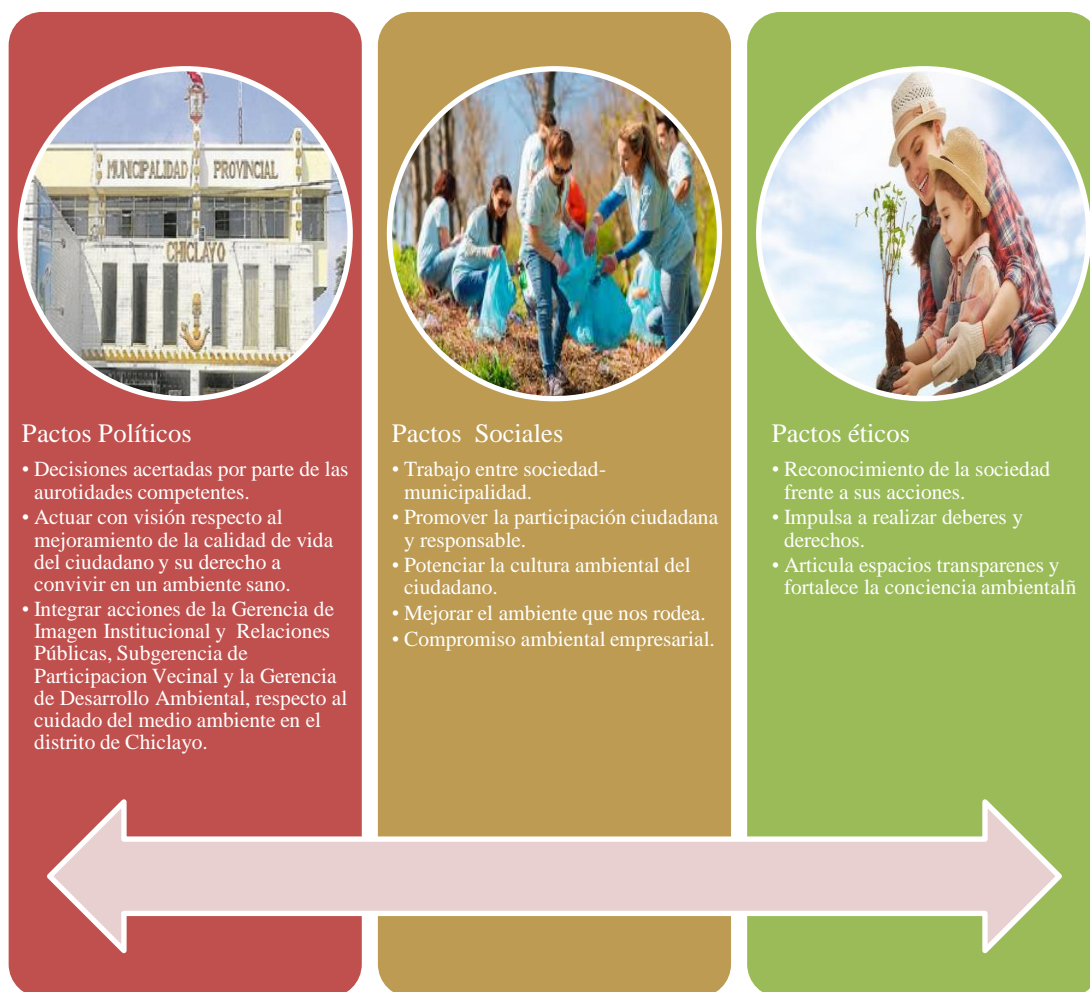 MUNICIPALIDAD PROVINCIAL
CHICLAYO
Pactos Políticos
• Decisiones acertadas por parte de las
aurotidades competentes.
• Actuar con visión respecto al
mejoramiento de la calidad de vida
del ciudadano y su derecho a
convivir en un ambiente sano.
• Integrar acciones de la Gerencia de
Imagen Institucional y Relaciones
Públicas, Subgerencia de
Participacion Vecinal y la Gerencia
de Desarrollo Ambiental, respecto al
cuidado del medio ambiente en el
distrito de Chiclayo.
Pactos Sociales
• Trabajo entre sociedad-
municipalidad.
• Promover la participación ciudadana
y responsable.
• Potenciar la cultura ambiental del
ciudadano.
• Mejorar el ambiente que nos rodea.
• Compromiso ambiental empresarial.
Pactos éticos
• Reconocimiento de la sociedad
frente a sus acciones.
• Impulsa a realizar deberes y
derechos.
• Articula espacios transparenes y
fortalece la conciencia ambientalñ